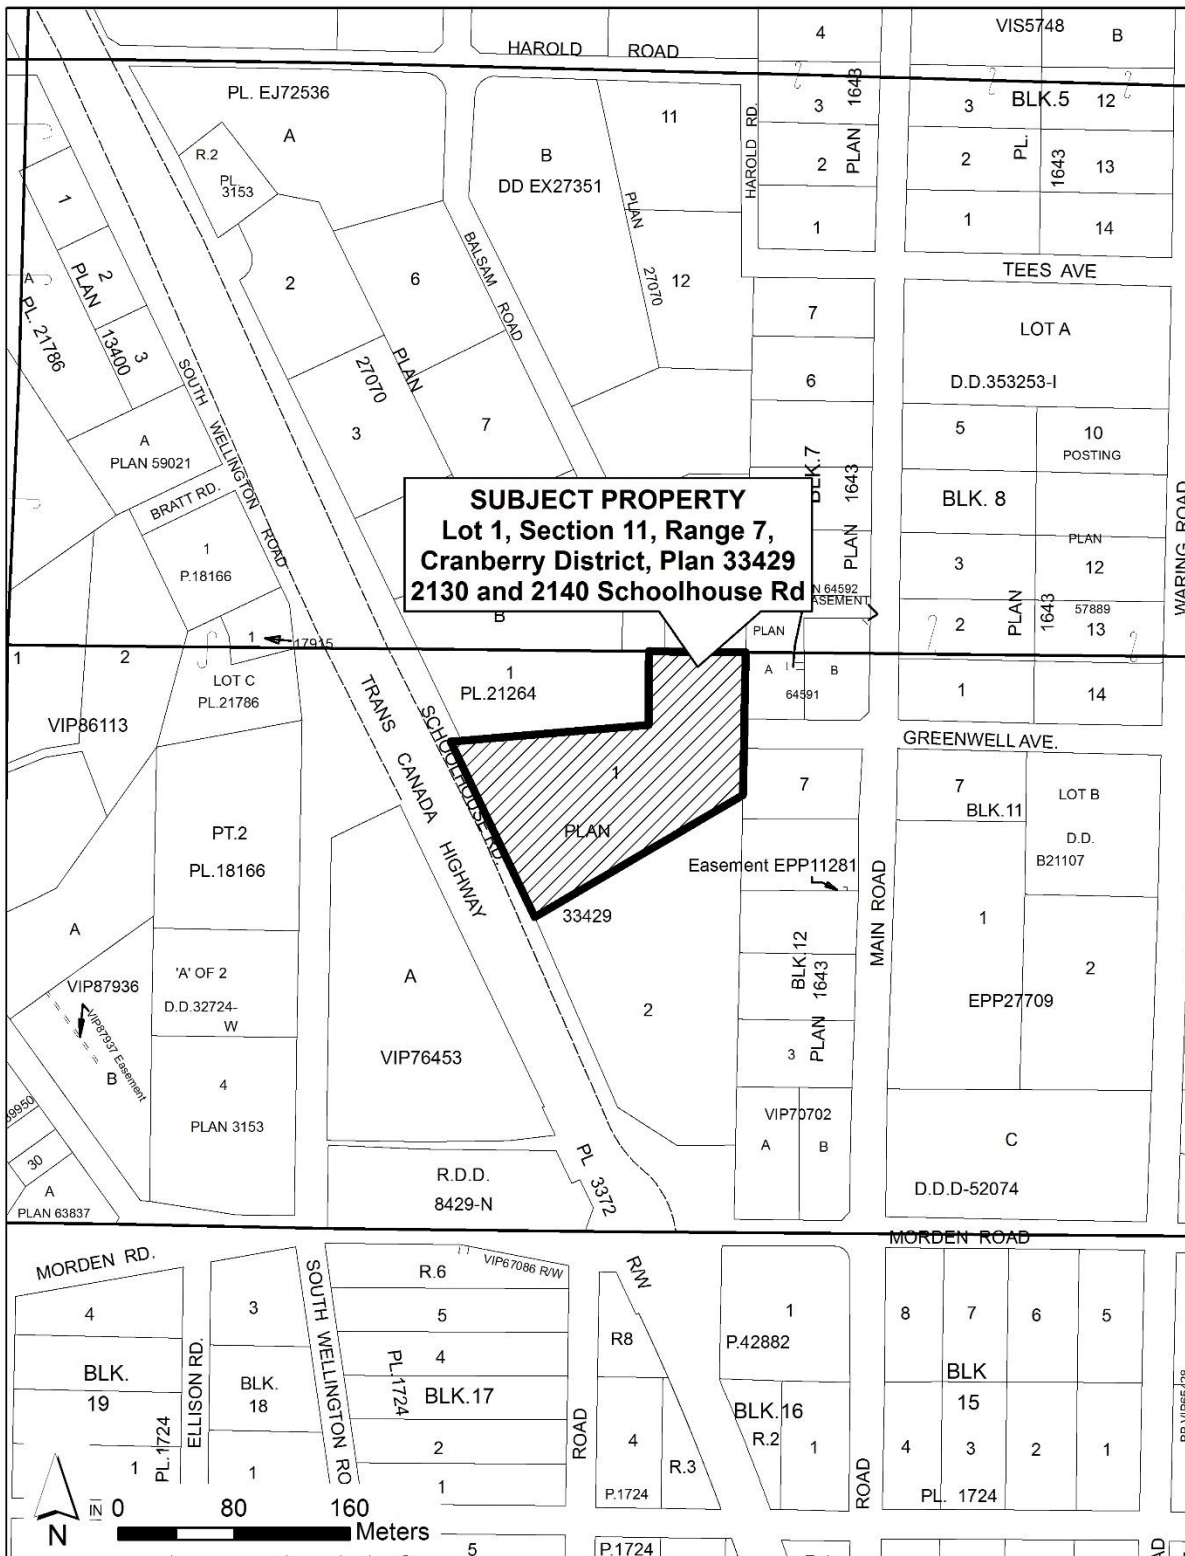 HAROLD ROAD
4
VIS5748
B
PL. EJ72536
A
R.2
PL.
3153
11
B
DD EX27351
PLAN
27070
12
HAROLD RD.
3
2
1
PLAN 1643
3
BLK.5
12
2
PL. 1643
13
1
14
TEES AVE
1
2
3
PLAN 13400
A
PL. 21786
2
6
BALSAM ROAD
PLAN 27070
3
7
7
6
LOT A
D.D.353253-I
5
10
POSTING
SOUTH WELLINGTON ROAD
A
PLAN 59021
BRATT RD.
BLK.7
PLAN 1643
BLK. 8
WARING ROAD
SUBJECT PROPERTY
Lot 1, Section 11, Range 7,
Cranberry District, Plan 33429
2130 and 2140 Schoolhouse Rd
1
P.18166
N 64592
ASEMENT
3
PLAN
12
57889
2
PLAN 1643
13
B
PLAN
1
17915
1
2
LOT C
PL.21786
1
PL.21264
A
B
64591
1
14
VIP86113
TRANS CANADA HIGHWAY
SCHOOLHOUSE RD.
GREENWELL AVE.
1
PLAN
33429
7
7
BLK.11
LOT B
D.D.
B21107
PT.2
PL.18166
Easement EPP11281
MAIN ROAD
A
VIP87936
VIP87937 Easement
B
'A' OF 2
D.D.32724-
W
A
VIP76453
2
BLK.12
PLAN 1643
3
1
2
EPP27709
4
PLAN 3153
VIP70702
A
B
C
D.D.D-52074
39950
30
A
PLAN 63837
R.D.D.
8429-N
PL 3372
MORDEN ROAD
MORDEN RD.
4
3
R.6
VIP67086 R/W
R/W
5
R8
1
P.42882
8
7
6
5
BLK.
19
ELLISON RD.
BLK.
18
SOUTH WELLINGTON RO
4
PL.1724
BLK.17
BLK.16
R.2
BLK
15
1
PL.1724
1
2
1
ROAD
4
R.3
P.1724
1
ROAD
4
3
2
1
PL. 1724
N
IN
0 80 160
Meters
5
P.1724